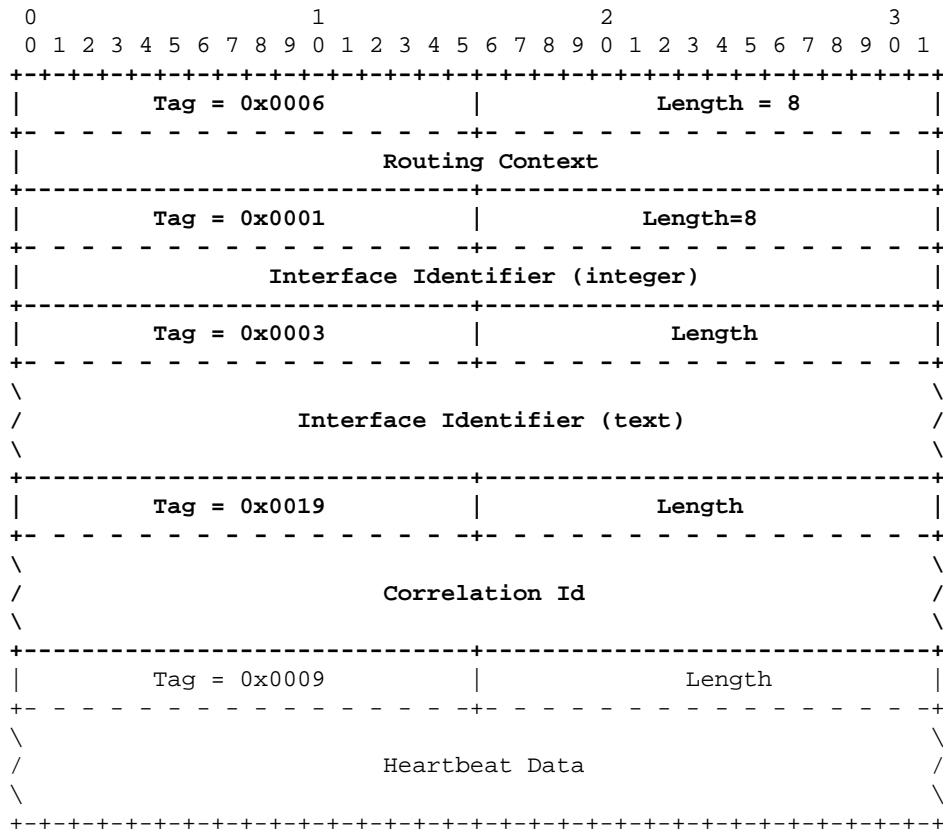 0                   1                   2                   3
 0 1 2 3 4 5 6 7 8 9 0 1 2 3 4 5 6 7 8 9 0 1 2 3 4 5 6 7 8 9 0 1
+-+-+-+-+-+-+-+-+-+-+-+-+-+-+-+-+-+-+-+-+-+-+-+-+-+-+-+-+-+-+-+-+
|         Tag = 0x0006          |            Length = 8         |
+- - - - - - - - - - - - - - - -+- - - - - - - - - - - - - - - -+
|                         Routing Context                       |
+-------------------------------+-------------------------------+
|         Tag = 0x0001          |           Length=8            |
+- - - - - - - - - - - - - - - -+- - - - - - - - - - - - - - - -+
|                 Interface Identifier (integer)                |
+-------------------------------+-------------------------------+
|         Tag = 0x0003          |             Length            |
+- - - - - - - - - - - - - - - -+- - - - - - - - - - - - - - - -+
\                                                               \
/                   Interface Identifier (text)                 /
\                                                               \
+-------------------------------+-------------------------------+
|         Tag = 0x0019          |            Length             |
+- - - - - - - - - - - - - - - -+- - - - - - - - - - - - - - - -+
\                                                               \
/                         Correlation Id                        /
\                                                               \
+-------------------------------+-------------------------------+
|         Tag = 0x0009          |              Length           |
+- - - - - - - - - - - - - - - -+- - - - - - - - - - - - - - - -+
\                                                               \
/                         Heartbeat Data                        /
\                                                               \
+-+-+-+-+-+-+-+-+-+-+-+-+-+-+-+-+-+-+-+-+-+-+-+-+-+-+-+-+-+-+-+-+